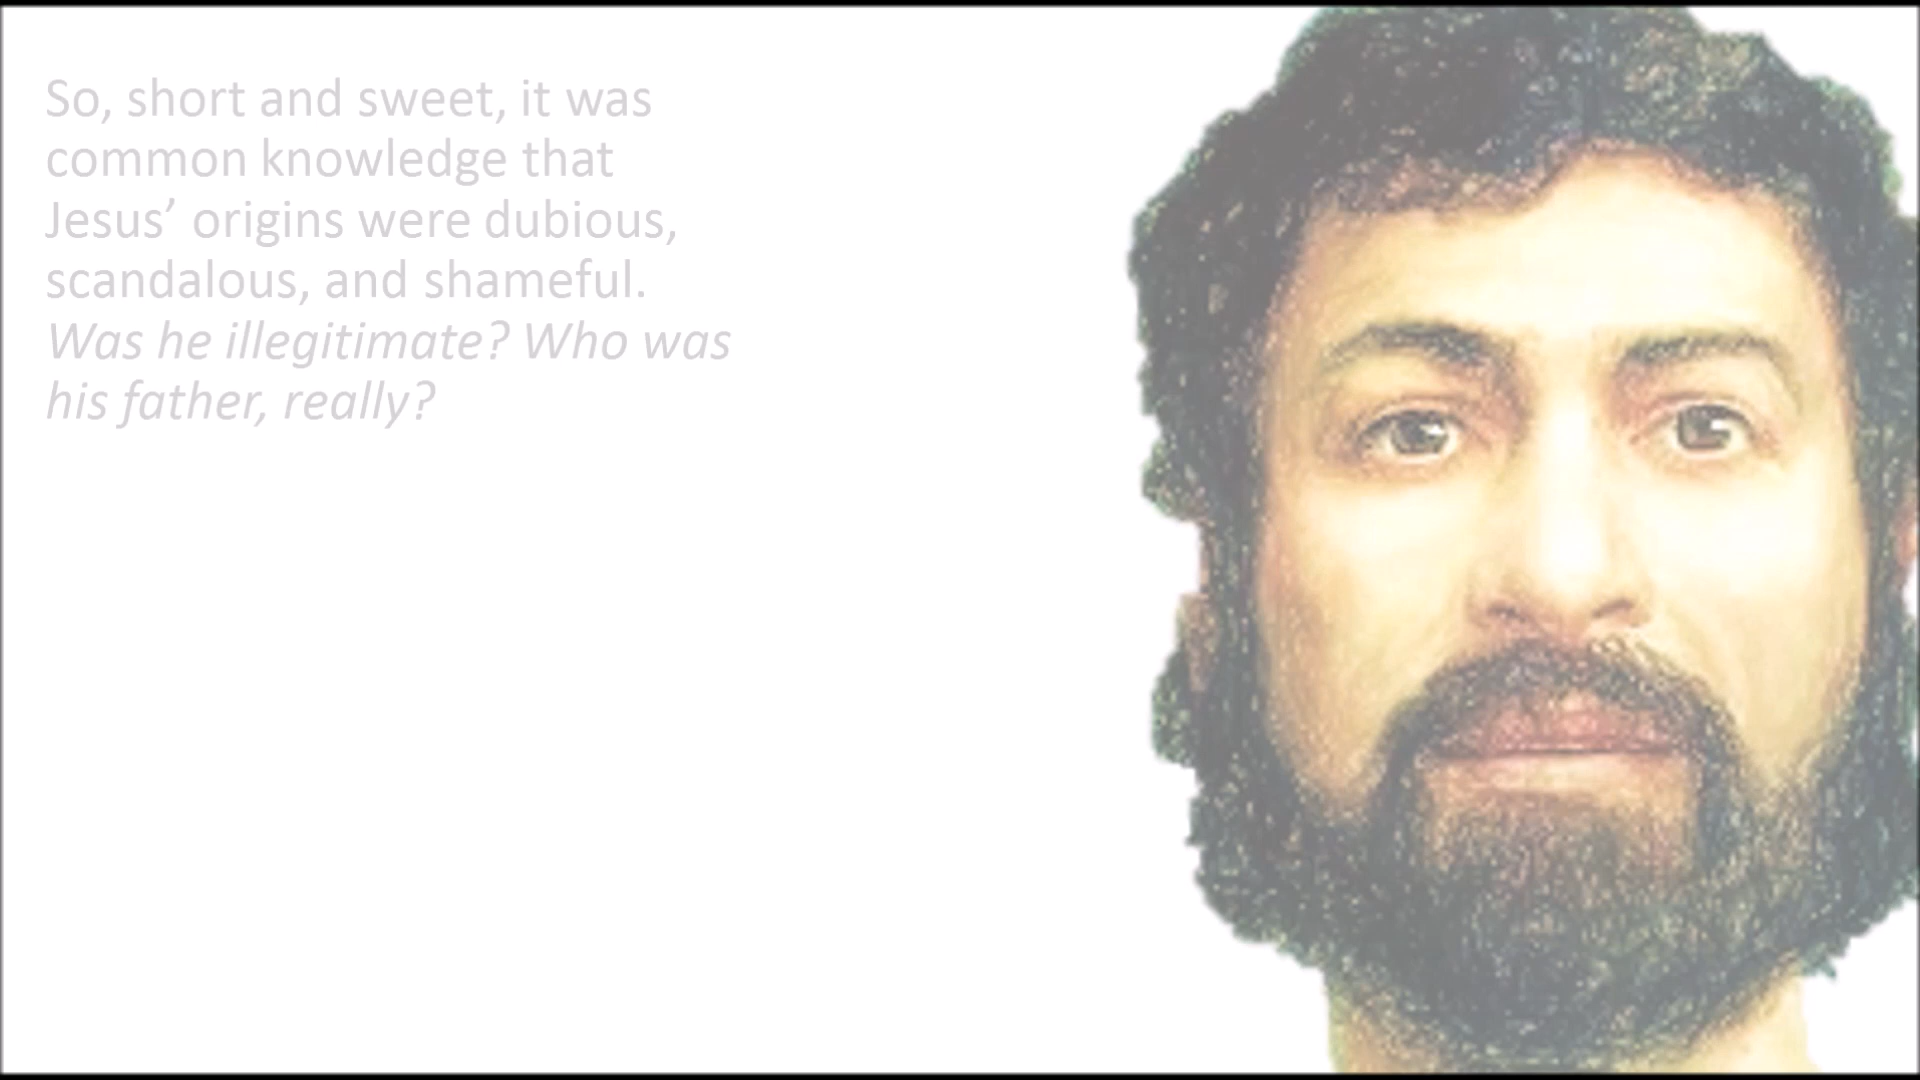 So, short and sweet, it was
common knowledge that
Jesus’ origins were dubious,
scandalous, and shameful.
Was he illegitimate? Who was
his father, really?